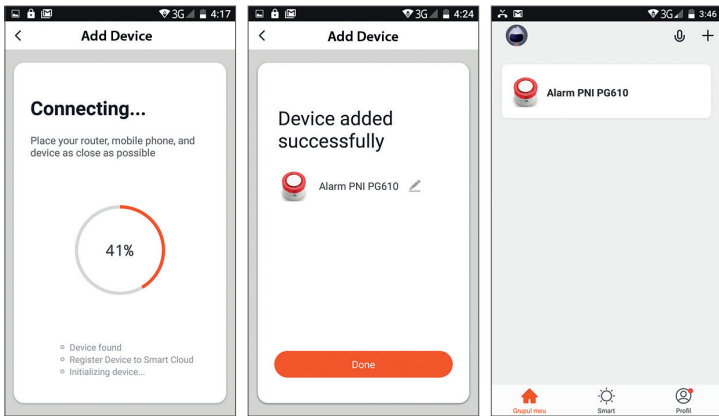 3G 4:17
Add Device
Connecting...
Place your router, mobile phone, and
device as close as possible
41%
Device found
Register Device to Smart Cloud
Initializing device...
3G 4:24
Add Device
Device added
successfully
Alarm PNI PG610
Done
3G 3:46
Alarm PNI PG610
Grupul meu Smart Profil